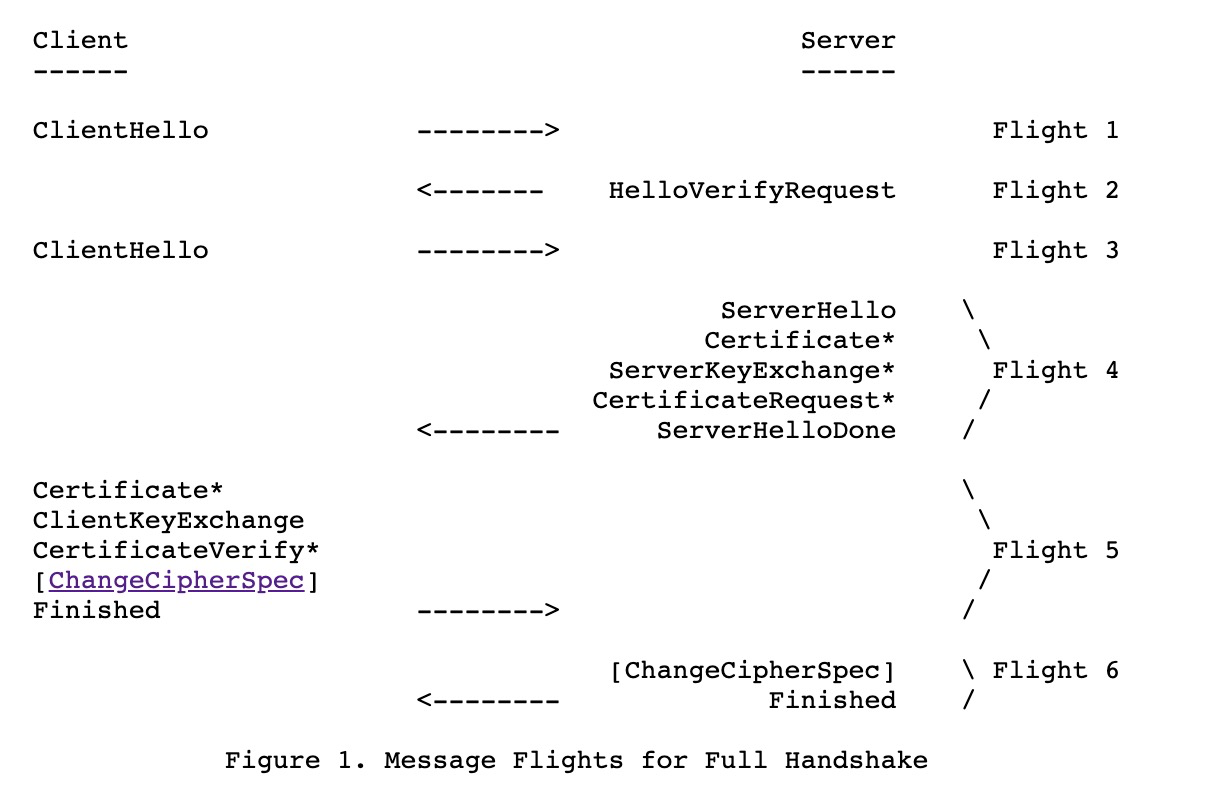 Client                                          Server
------                                          ------
ClientHello             -------->                           Flight 1
                        <-------    HelloVerifyRequest      Flight 2
ClientHello             -------->                           Flight 3
                                           ServerHello    \
                                          Certificate*     \
                                    ServerKeyExchange*      Flight 4
                                   CertificateRequest*     /
                        <--------      ServerHelloDone    /
Certificate*                                              \
ClientKeyExchange                                          \
CertificateVerify*                                          Flight 5
[ChangeCipherSpec]                                         /
Finished                -------->                         /
                                    [ChangeCipherSpec]    \ Flight 6
                        <--------             Finished    /
            Figure 1. Message Flights for Full Handshake